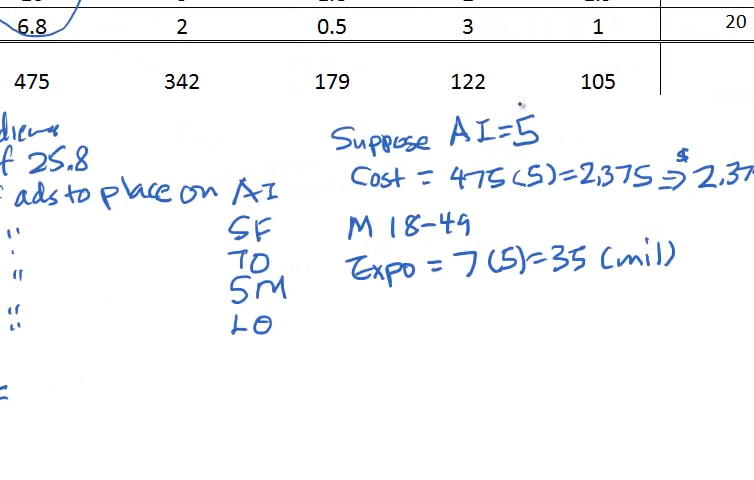 6.8 2 0.5 3 1 20
475 342 179 122 105
f 25.8
ads to place on AI
" SF
" TO
" SM
" LO
"
=
Suppose AI=5
Cost = 475(5)=2,375 ⇒ $2,37
M 18-49
Expo = 7(5)=35 (mil)